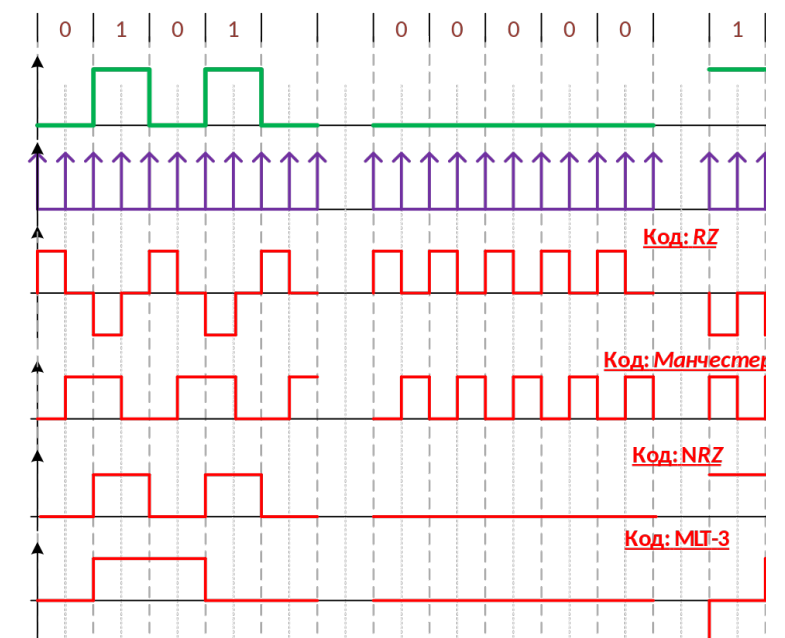 0 1 0 1 0 0 0 0 0 1
Код: RZ
Код: Манчестер
Код: NRZ
Код: MLT-3